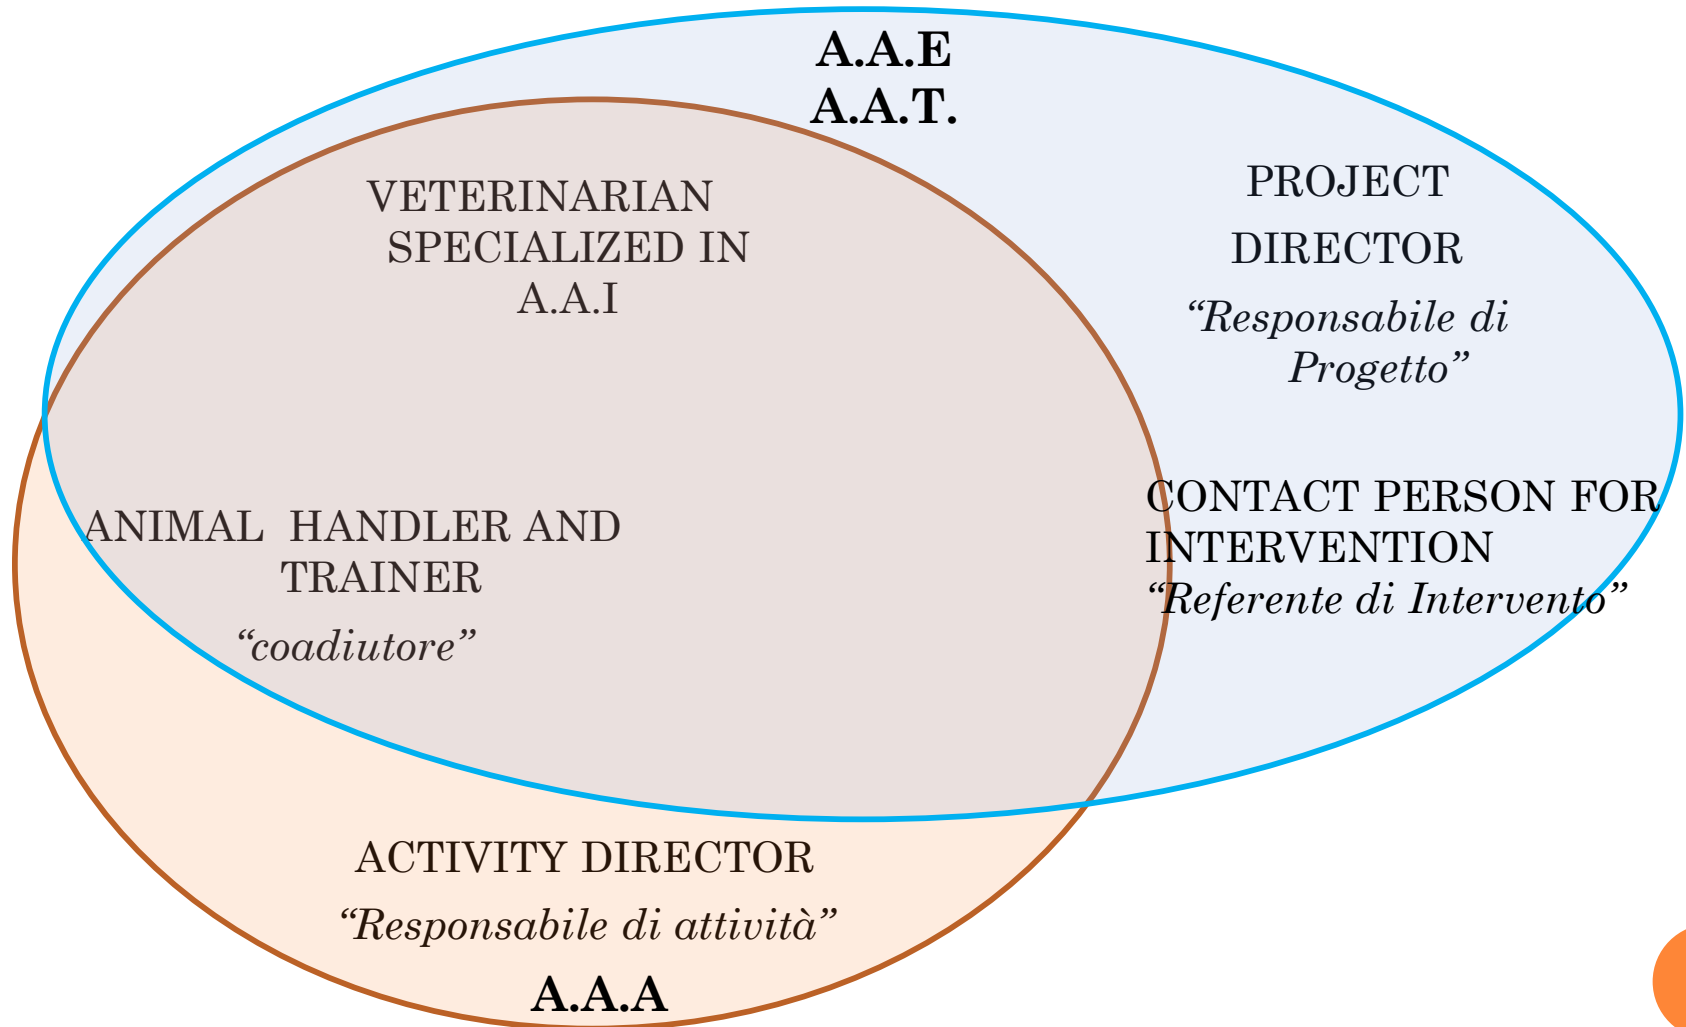 A.A.E
A.A.T.
VETERINARIAN
SPECIALIZED IN
A.A.I
PROJECT
DIRECTOR
“Responsabile di
Progetto”
CONTACT PERSON FOR
INTERVENTION
“Referente di Intervento”
ANIMAL HANDLER AND
TRAINER
“coadiutore”
ACTIVITY DIRECTOR
“Responsabile di attività”
A.A.A